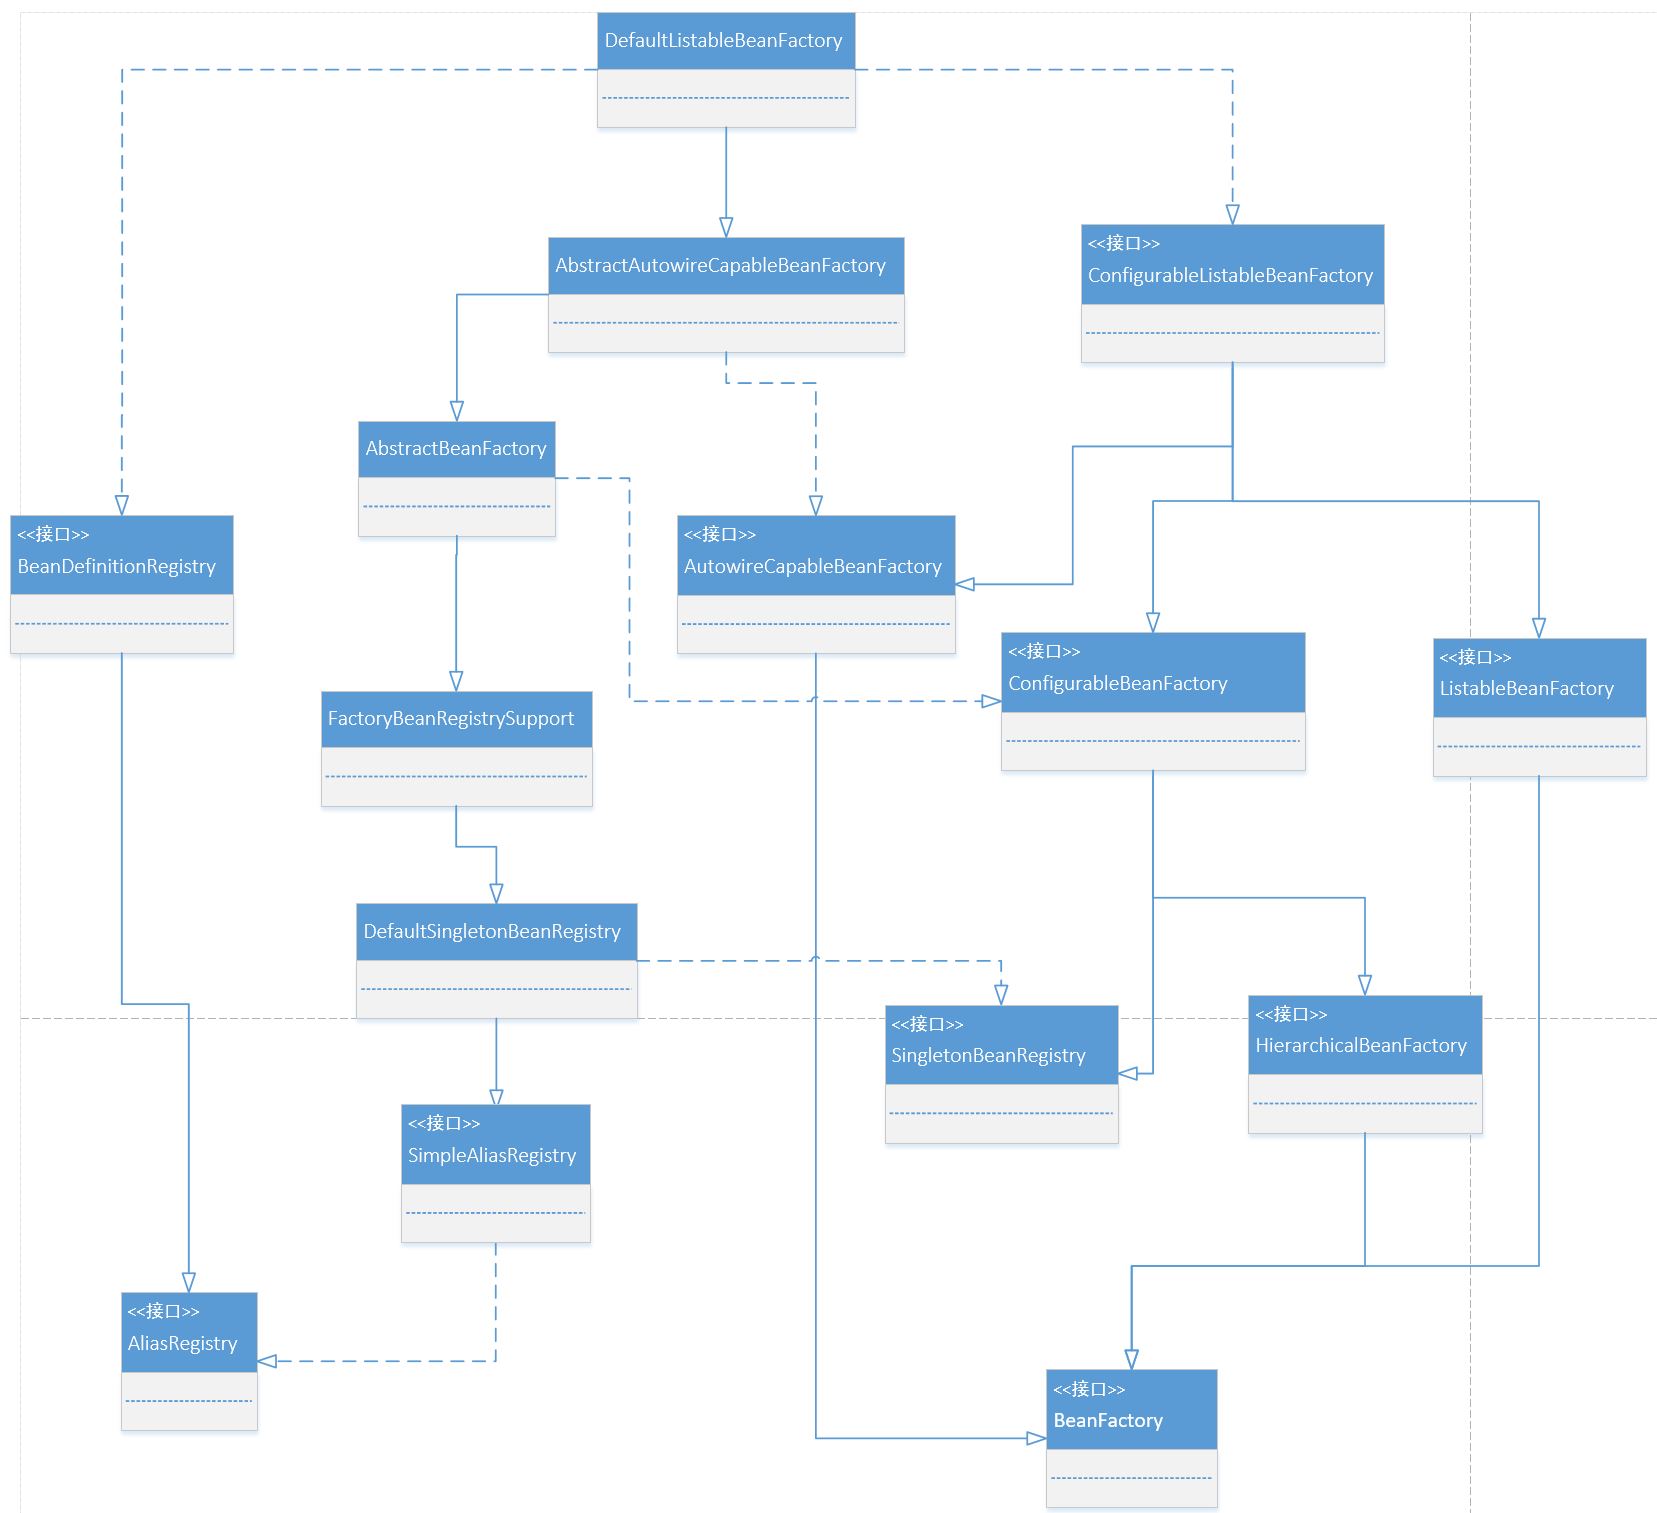 DefaultListableBeanFactory
AbstractAutowireCapableBeanFactory
<<接口>>
ConfigurableListableBeanFactory
AbstractBeanFactory
<<接口>>
BeanDefinitionRegistry
<<接口>>
AutowireCapableBeanFactory
<<接口>>
ConfigurableBeanFactory
<<接口>>
ListableBeanFactory
FactoryBeanRegistrySupport
DefaultSingletonBeanRegistry
<<接口>>
SingletonBeanRegistry
<<接口>>
HierarchicalBeanFactory
<<接口>>
SimpleAliasRegistry
<<接口>>
AliasRegistry
<<接口>>
BeanFactory